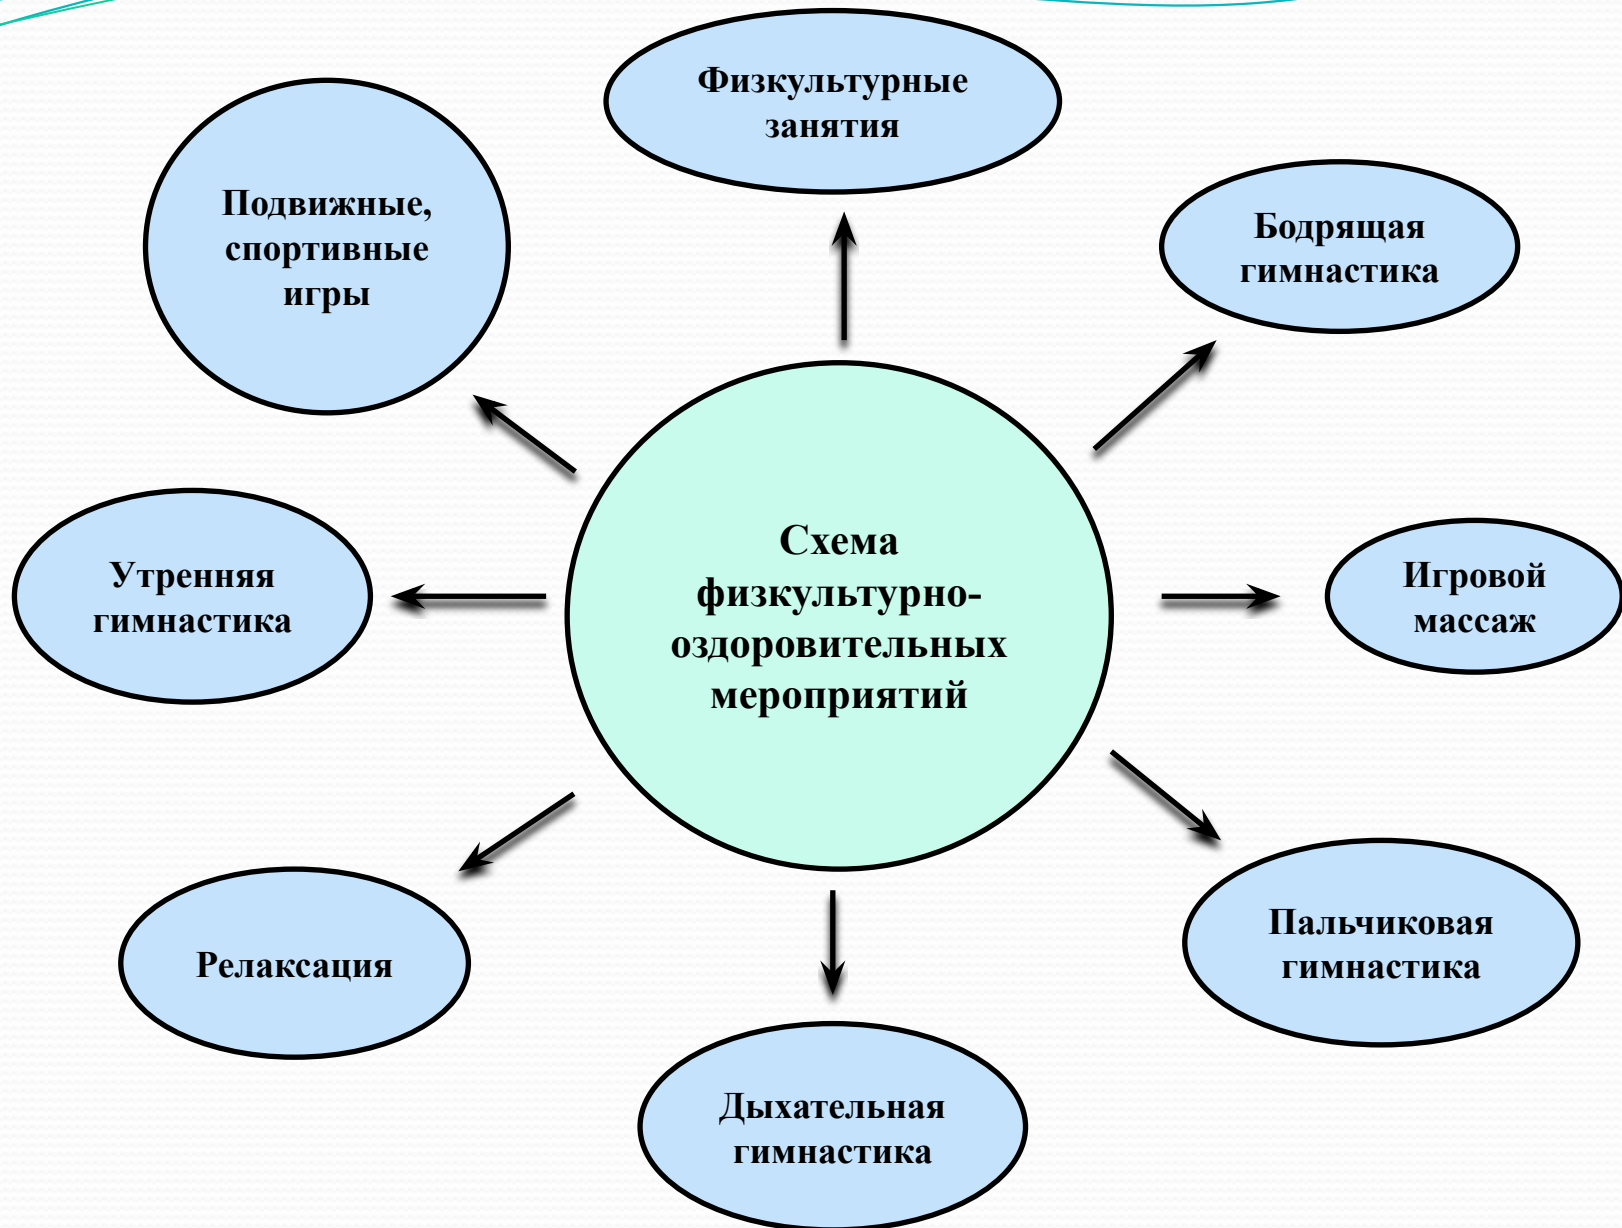 Физкультурные
занятия
Подвижные,
спортивные
игры
Бодрящая
гимнастика
Схема
физкультурно-
оздоровительных
мероприятий
Утренняя
гимнастика
Игровой
массаж
Релаксация
Пальчиковая
гимнастика
Дыхательная
гимнастика